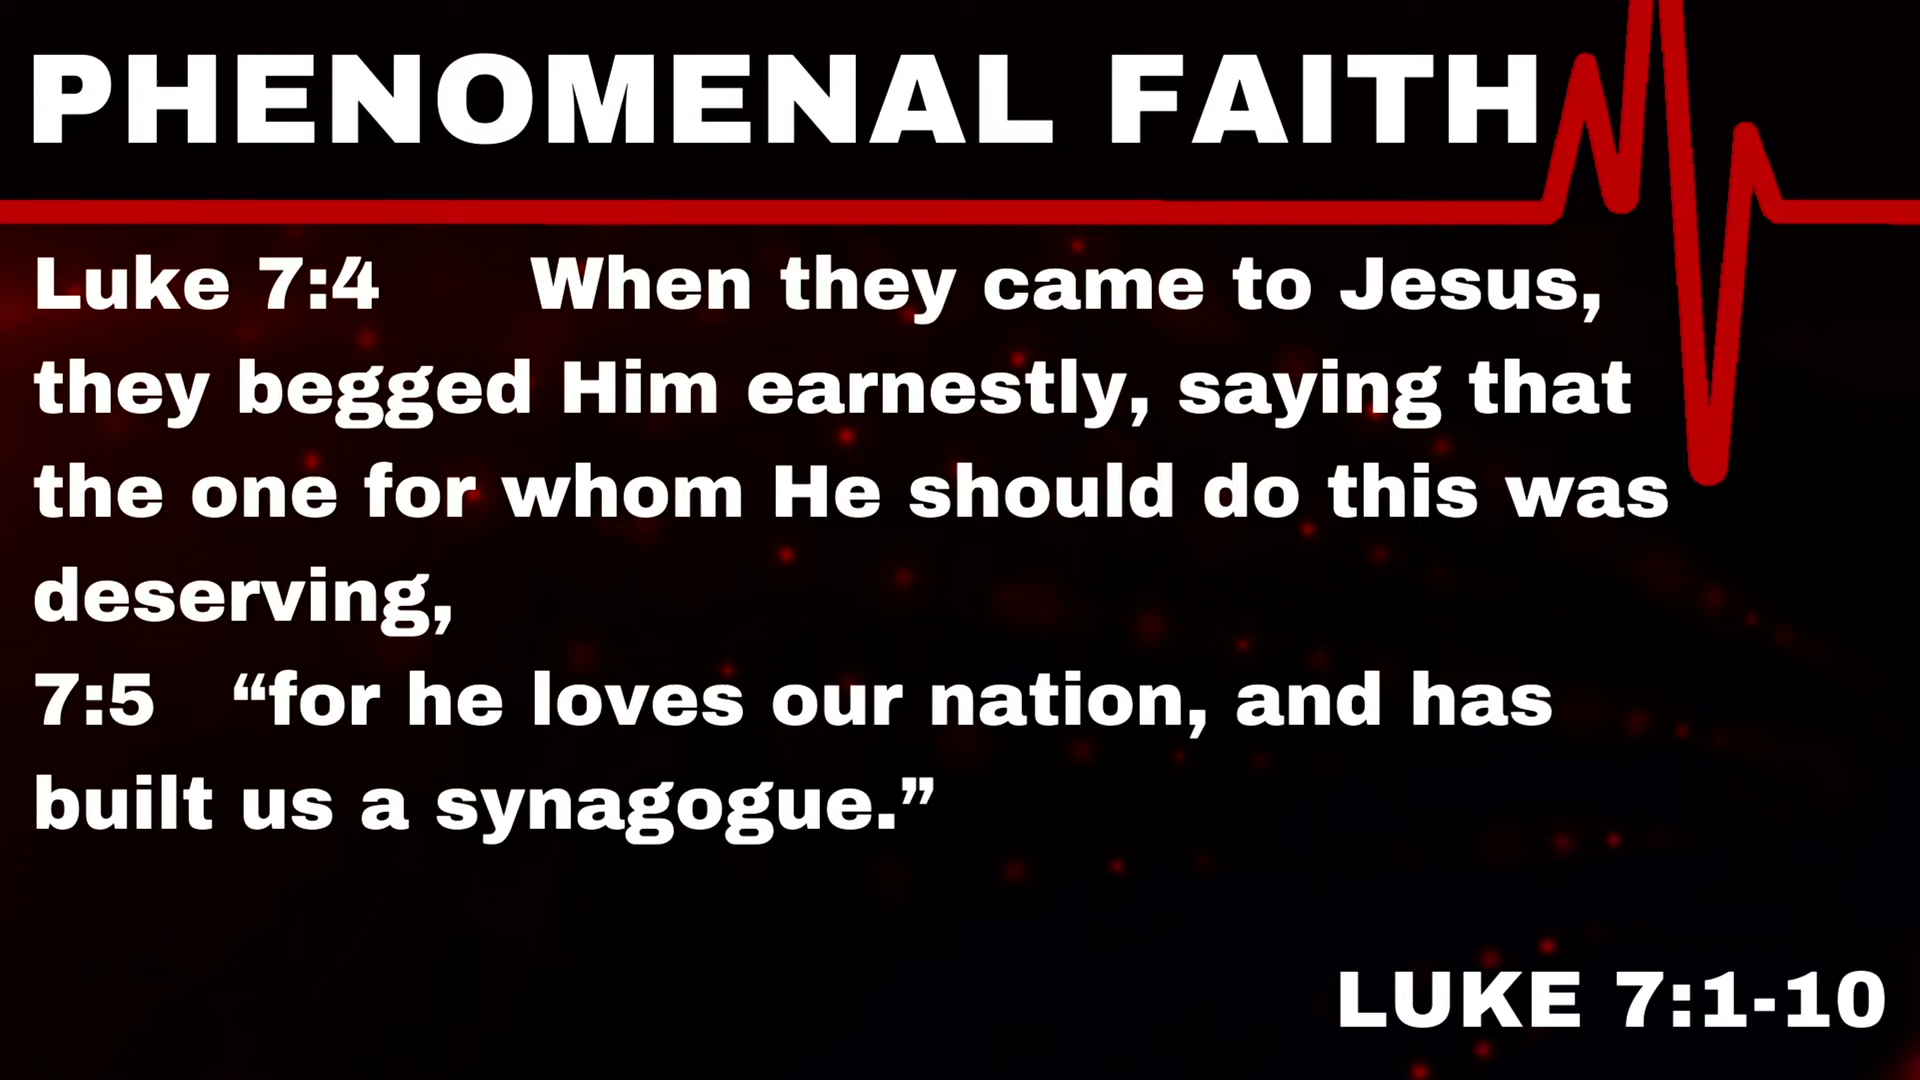 PHENOMENAL FAITH
Luke 7:4 When they came to Jesus,
they begged Him earnestly, saying that
the one for whom He should do this was
deserving,
7:5 “for he loves our nation, and has
built us a synagogue.”
LUKE 7:1-10